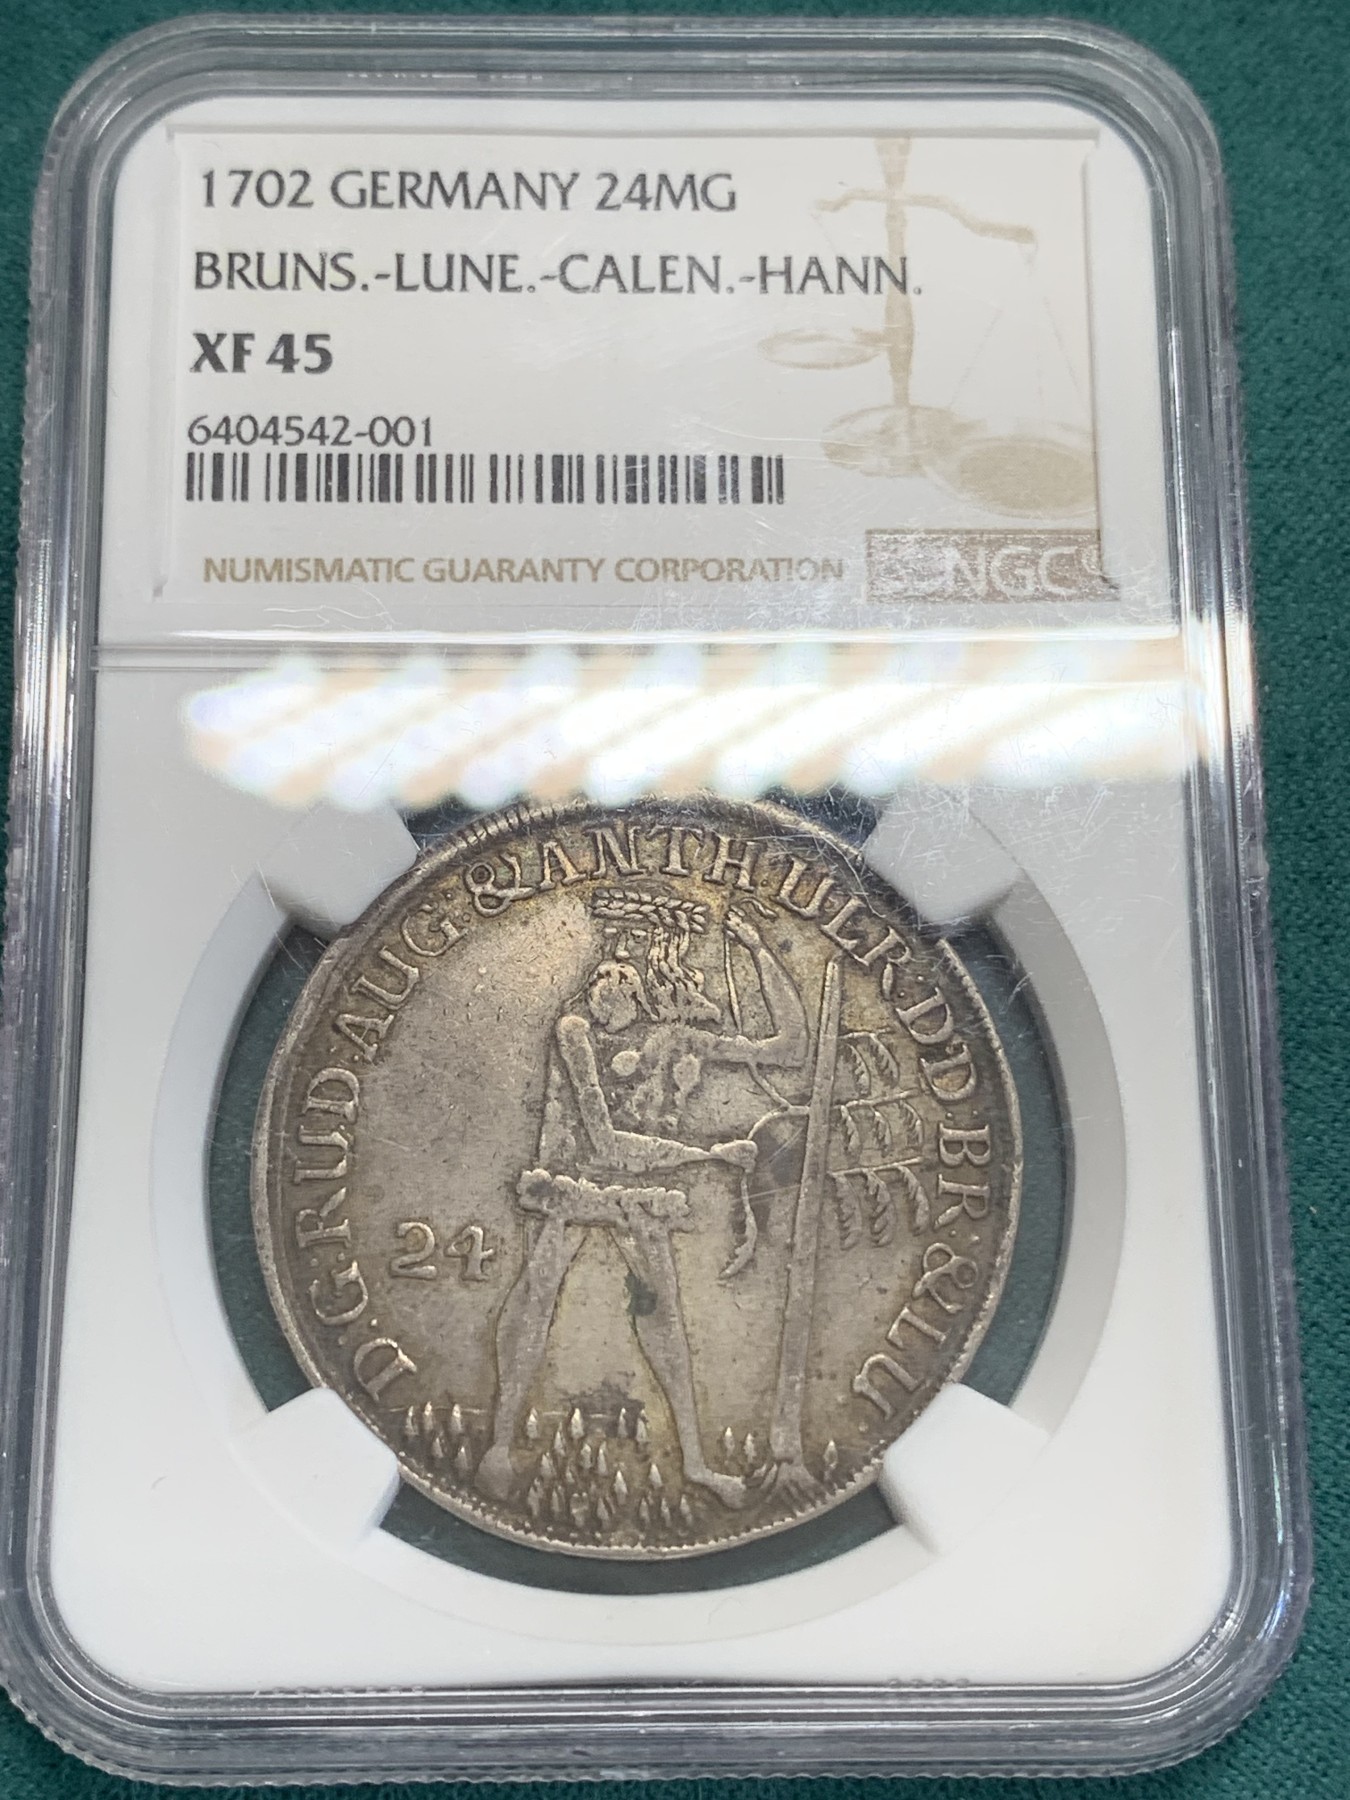 1702 GERMANY 24MG
BRUNS.-LUNE.-CALEN.-HANN.
XF 45
6404542-001
NUMISMATIC GUARANTY CORPORATION NGC
D:G:RUD:AUG:&ANTH:ULR:D:D:BR:&LU
24